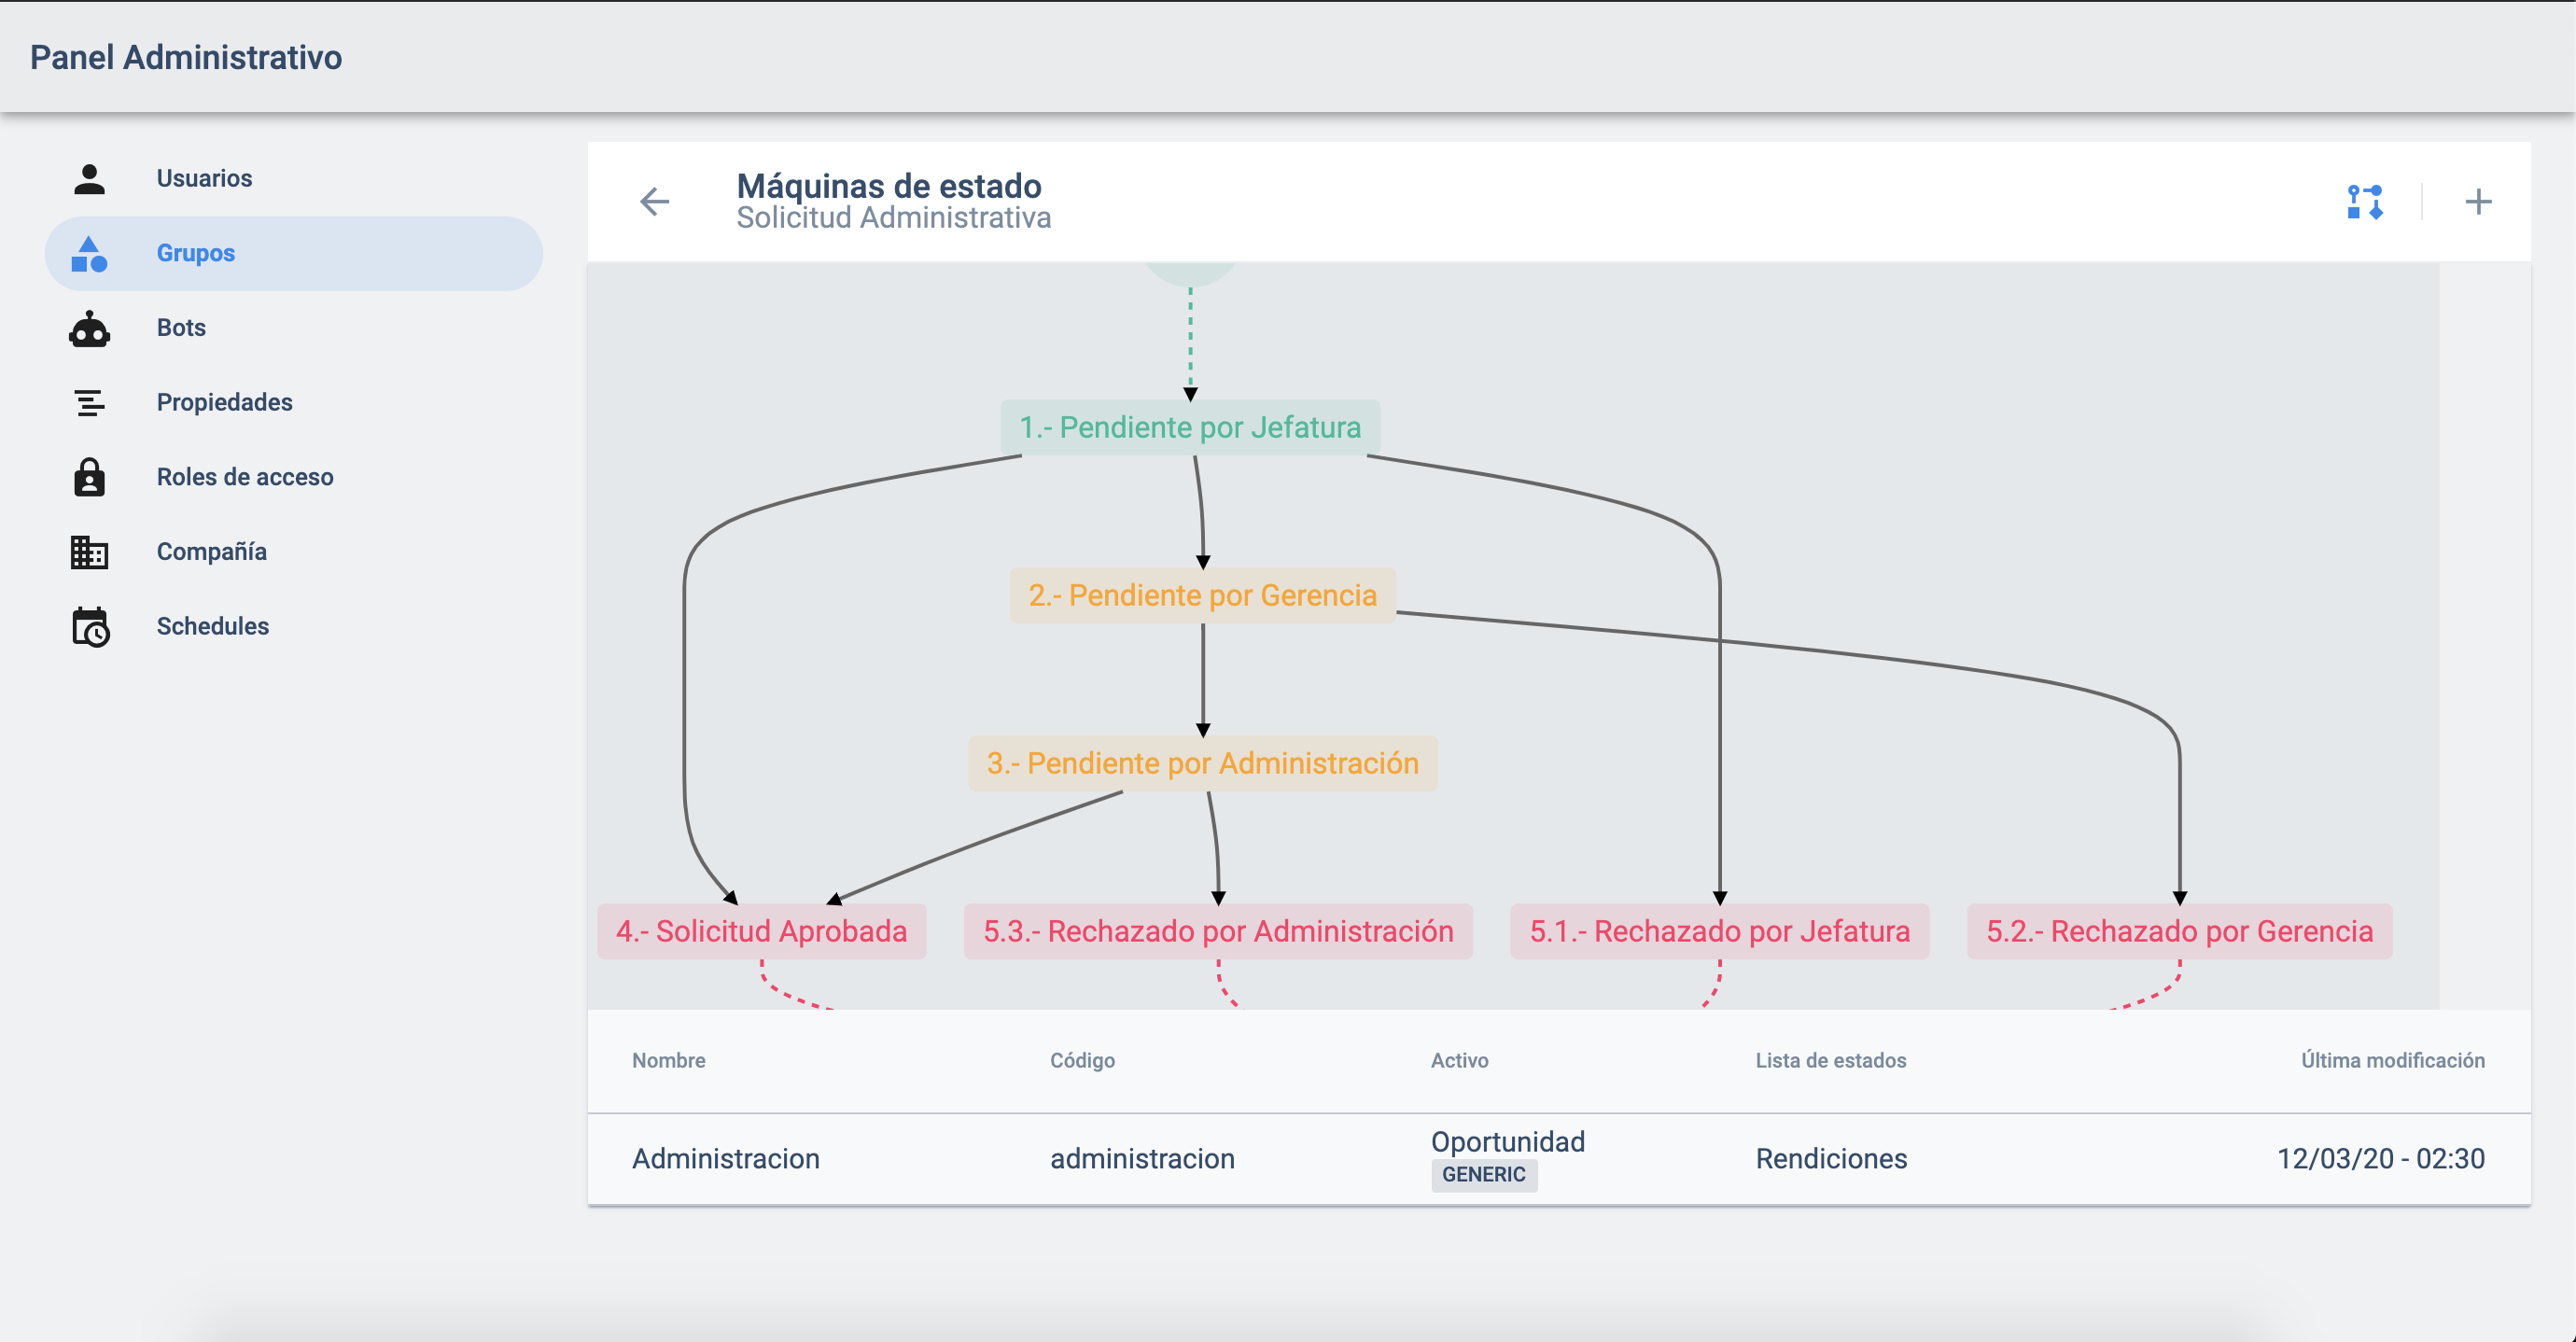 Panel Administrativo
Usuarios
Grupos
Bots
Propiedades
Roles de acceso
Compañía
Schedules
Máquinas de estado
Solicitud Administrativa
1.- Pendiente por Jefatura
2.- Pendiente por Gerencia
3.- Pendiente por Administración
4.- Solicitud Aprobada
5.3.- Rechazado por Administración
5.1.- Rechazado por Jefatura
5.2.- Rechazado por Gerencia
Nombre Código Activo Lista de estados Última modificación
Administracion administracion Oportunidad Rendiciones 12/03/20 - 02:30
GENERIC